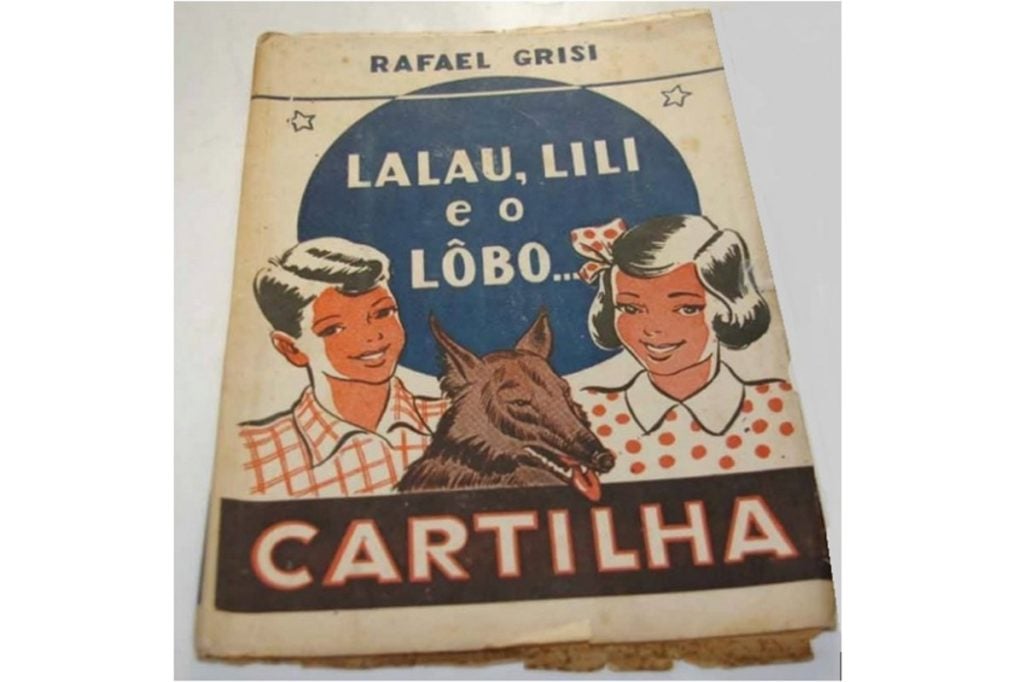 RAFAEL GRISI
LALAU, LILI
e o
LÔBO...
CARTILHA